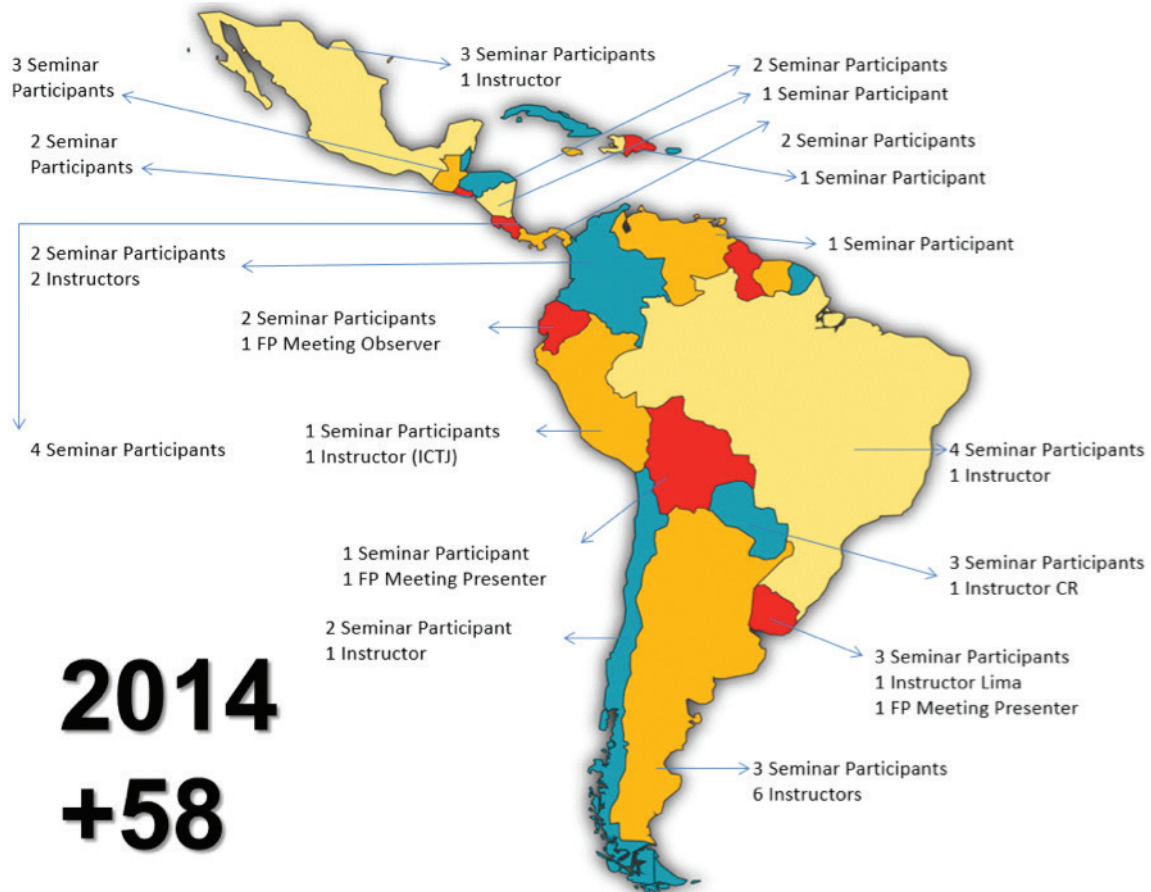 3 Seminar Participants
1 Instructor
3 Seminar
Participants
2 Seminar Participants
1 Seminar Participant
2 Seminar
Participants
2 Seminar Participants
1 Seminar Participant
1 Seminar Participant
2 Seminar Participants
2 Instructors
2 Seminar Participants
1 FP Meeting Observer
4 Seminar Participants
1 Seminar Participants
1 Instructor (ICTJ)
4 Seminar Participants
1 Instructor
1 Seminar Participant
1 FP Meeting Presenter
3 Seminar Participants
1 Instructor CR
2 Seminar Participant
1 Instructor
3 Seminar Participants
1 Instructor Lima
1 FP Meeting Presenter
3 Seminar Participants
6 Instructors
2014
+58